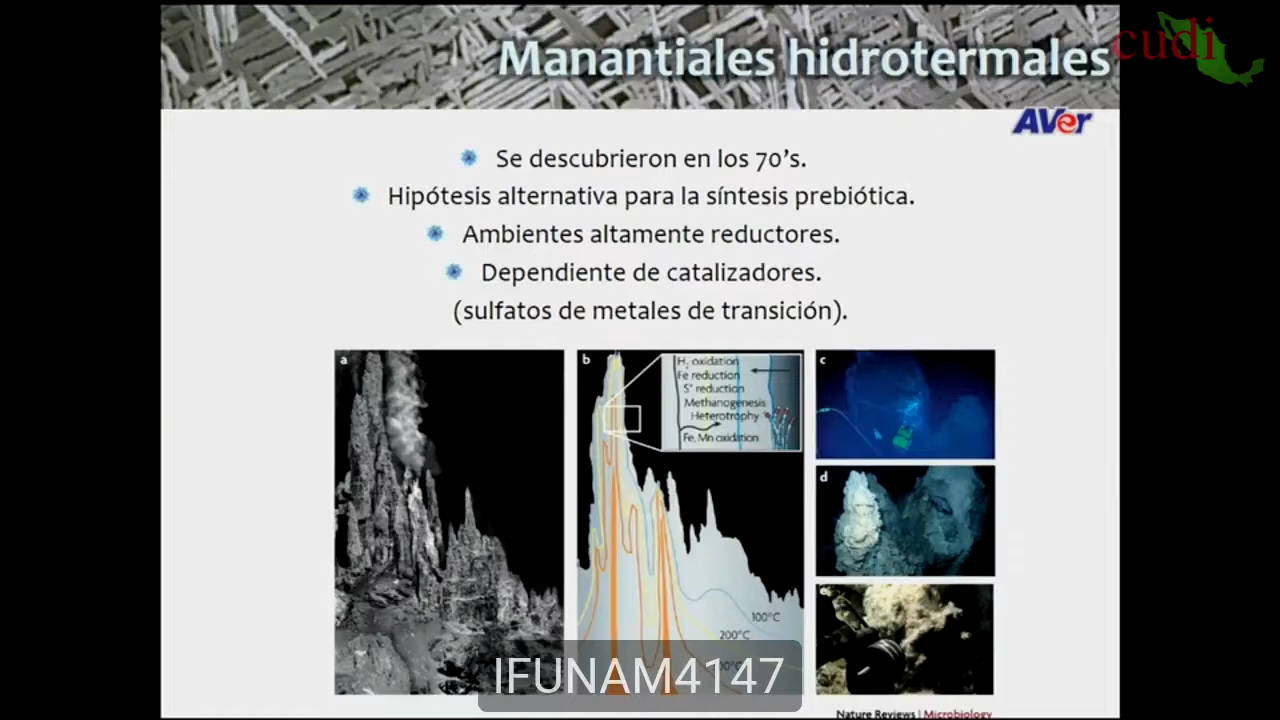 Manantiales hidrotermales
cudi
AVer
Se descubrieron en los 70's.
Hipótesis alternativa para la síntesis prebiótica.
Ambientes altamente reductores.
Dependiente de catalizadores.
(sulfatos de metales de transición).
a
b
H₂ oxidation
Fe reduction
S° reduction
Methanogenesis
Heterotrophy
Fe, Mn oxidation
c
d
e
100°C
200°C
IFUNAM4147
Nature Reviews | Microbiology